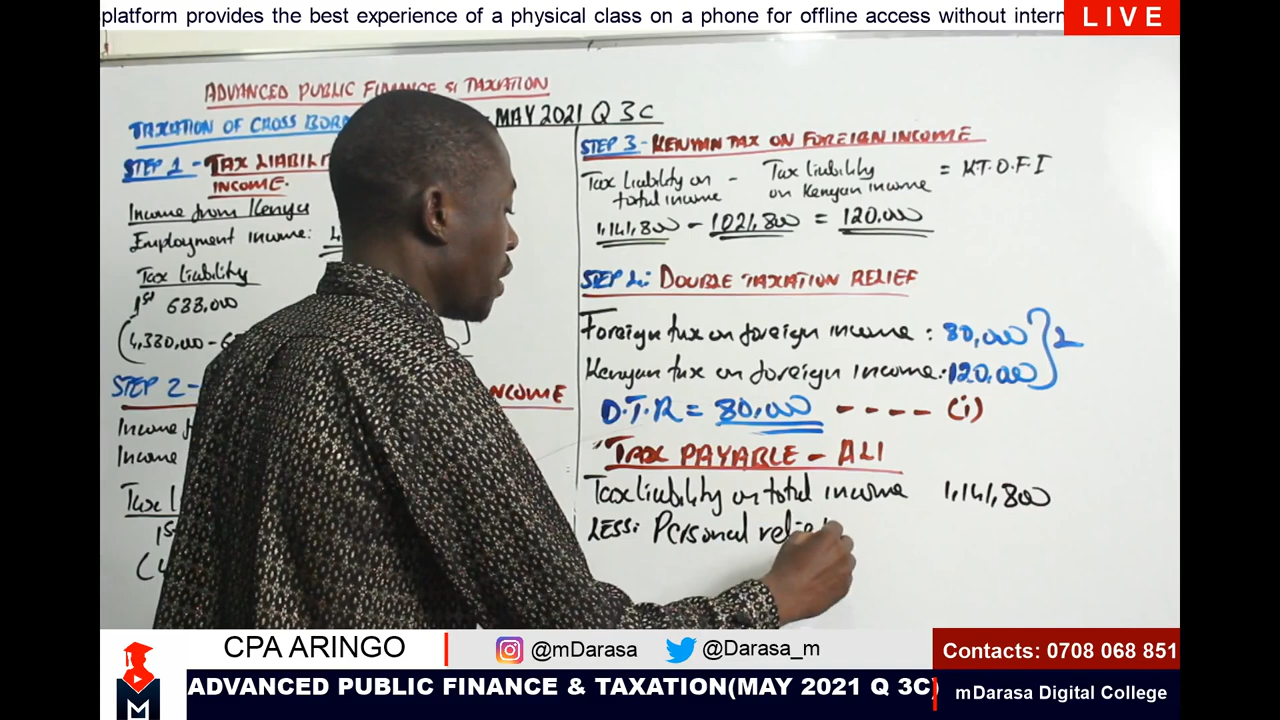 platform provides the best experience of a physical class on a phone for offline access without intern
LIVE
ADVANCED PUBLIC FINANCE & TAXATION
TAXATION OF CROSS BORD
- MAY 2021 Q 3C
STEP 1 - TAX LIABILIT
INCOME.
Income from Kenya
Employment income: 4
Tax liability
1st 633,000
(4,330,000 - 6
STEP 2 -
INCOME
Income f
Income
Tax l
1s
STEP 3 - KENYAN TAX ON FOREIGN INCOME
Tax liability on total income - Tax liability on Kenyan income = K.T.O.F.I
1,141,800 - 1021,800 = 120,000
STEP 4: DOUBLE TAXATION RELIEF
Foreign tax on foreign income: 80,000
Kenyan tax on foreign income: 120,000
D.T.R = 80,000 ---- (i)
TAX PAYABLE - ALI
Tax liability on total income 1,141,800
LESS: Personal relief
CPA ARINGO
@mDarasa
@Darasa_m
Contacts: 0708 068 851
M
ADVANCED PUBLIC FINANCE & TAXATION(MAY 2021 Q 3C)
mDarasa Digital College